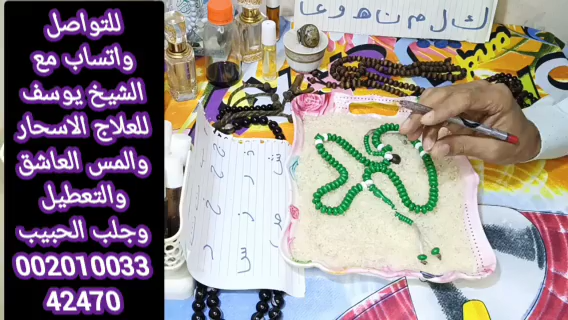 للتواصل
واتساب مع
الشيخ يوسف
للعلاج الاسحار
والمس العاشق
والتعطيل
وجلب الحبيب
002010033
42470
ك ل م ن ه و ع ا